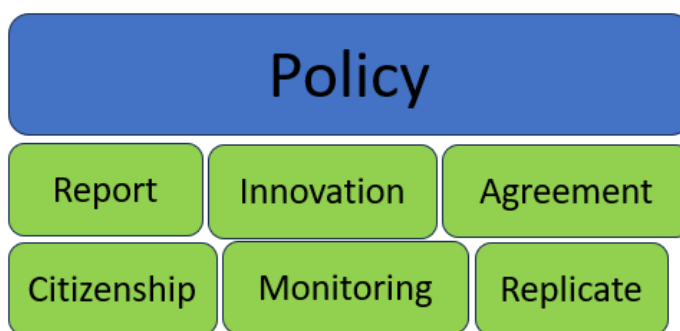 Policy
Report Innovation Agreement
Citizenship Monitoring Replicate